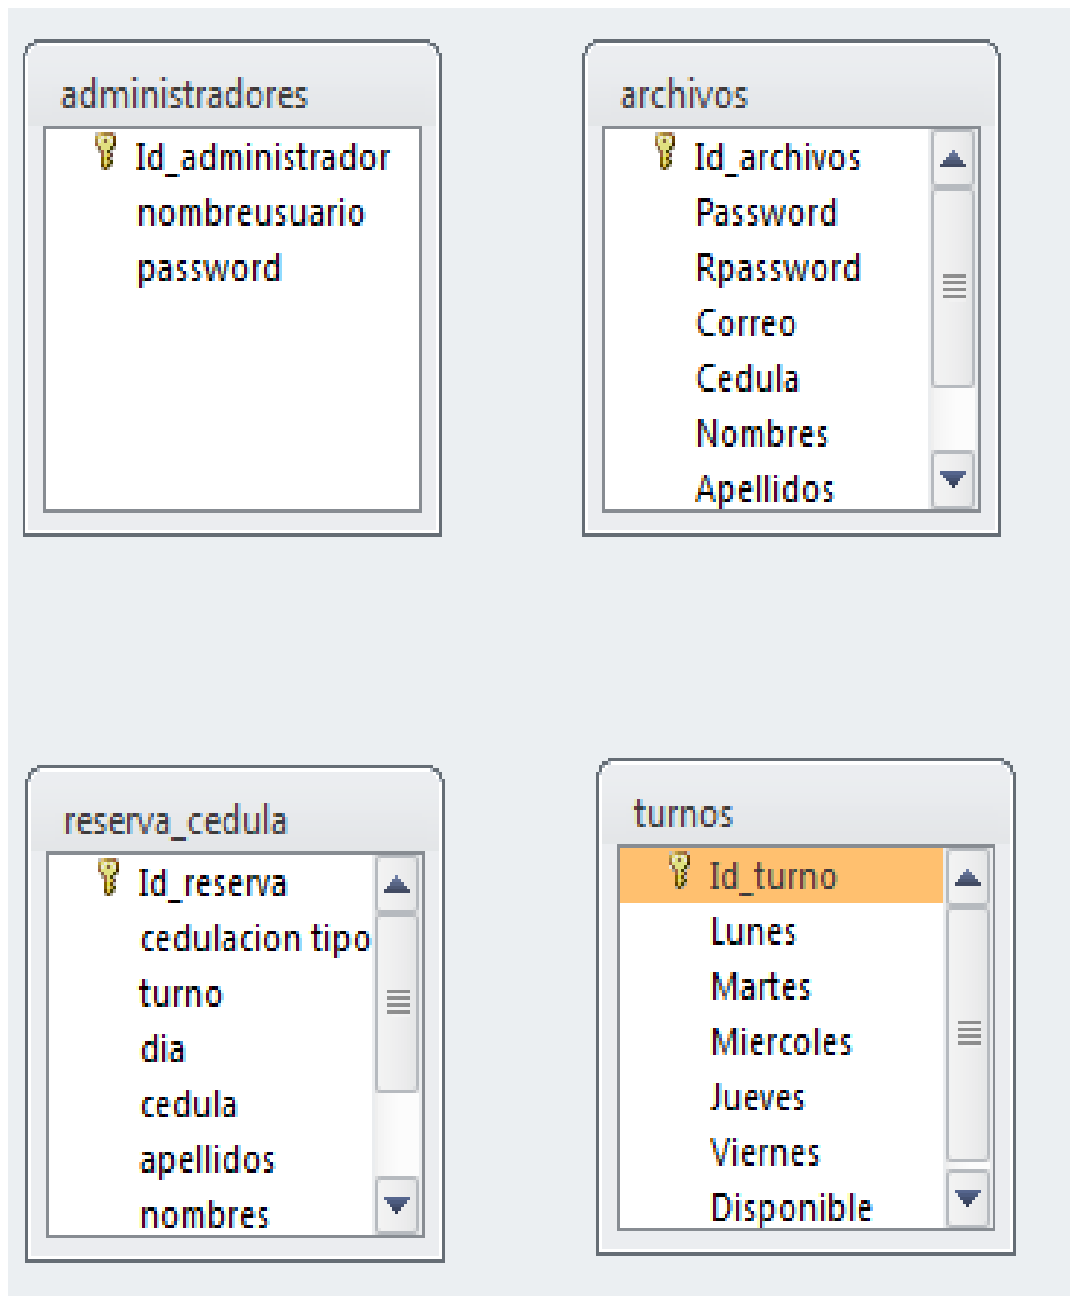 administradores
Id_administrador
nombreusuario
password
archivos
Id_archivos
Password
Rpassword
Correo
Cedula
Nombres
Apellidos
reserva_cedula
Id_reserva
cedulacion tipo
turno
dia
cedula
apellidos
nombres
turnos
Id_turno
Lunes
Martes
Miercoles
Jueves
Viernes
Disponible